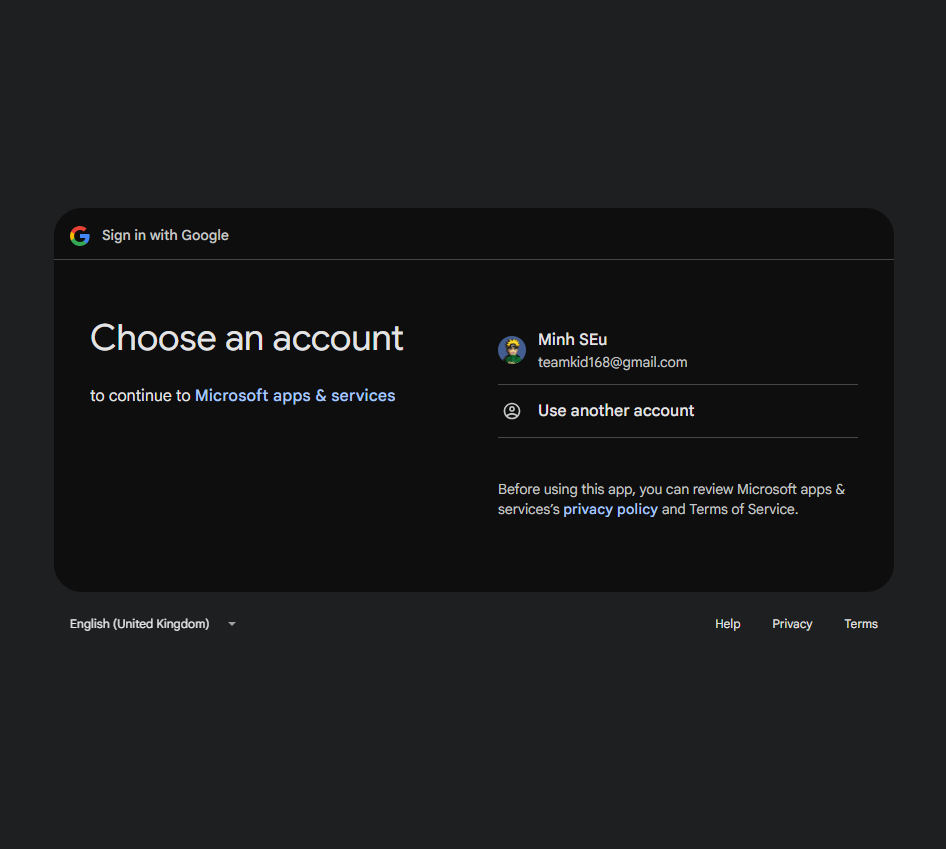 Sign in with Google
Choose an account
to continue to Microsoft apps & services
Minh SEu
teamkid168@gmail.com
Use another account
Before using this app, you can review Microsoft apps &
services’s privacy policy and Terms of Service.
English (United Kingdom)
Help Privacy Terms